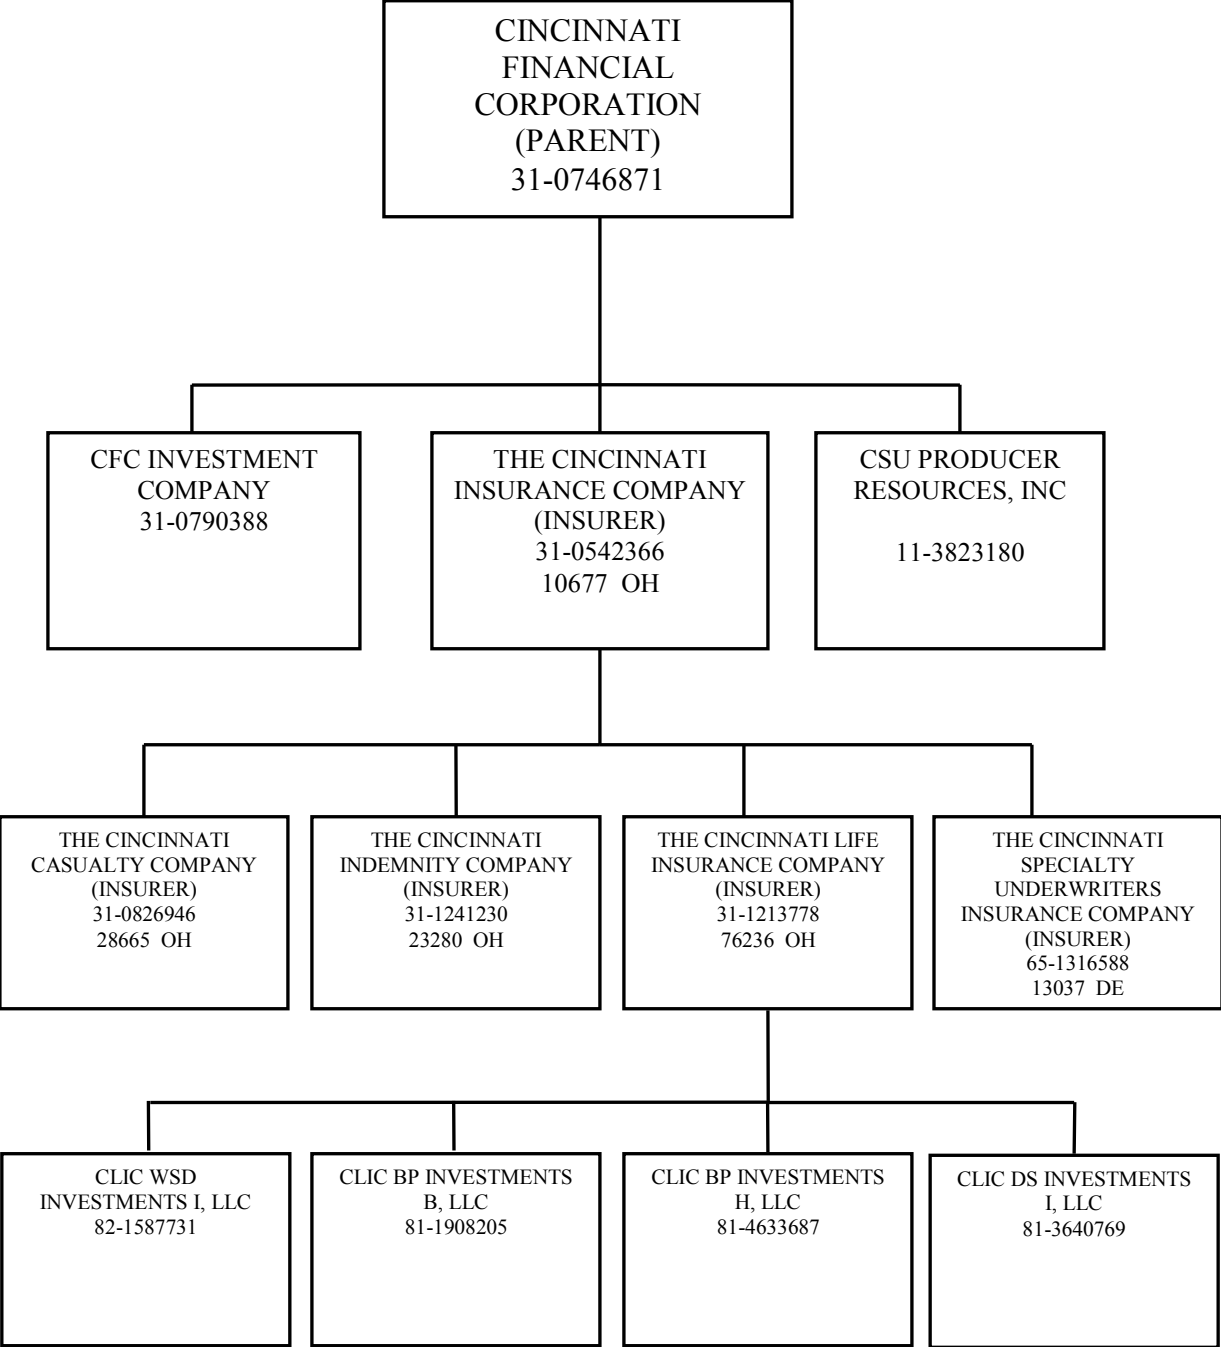 CINCINNATI
FINANCIAL
CORPORATION
(PARENT)
31-0746871
CFC INVESTMENT
COMPANY
31-0790388
THE CINCINNATI
INSURANCE COMPANY
(INSURER)
31-0542366
10677 OH
CSU PRODUCER
RESOURCES, INC
11-3823180
THE CINCINNATI
CASUALTY COMPANY
(INSURER)
31-0826946
28665 OH
THE CINCINNATI
INDEMNITY COMPANY
(INSURER)
31-1241230
23280 OH
THE CINCINNATI LIFE
INSURANCE COMPANY
(INSURER)
31-1213778
76236 OH
THE CINCINNATI
SPECIALTY
UNDERWRITERS
INSURANCE COMPANY
(INSURER)
65-1316588
13037 DE
CLIC WSD
INVESTMENTS I, LLC
82-1587731
CLIC BP INVESTMENTS
B, LLC
81-1908205
CLIC BP INVESTMENTS
H, LLC
81-4633687
CLIC DS INVESTMENTS
I, LLC
81-3640769